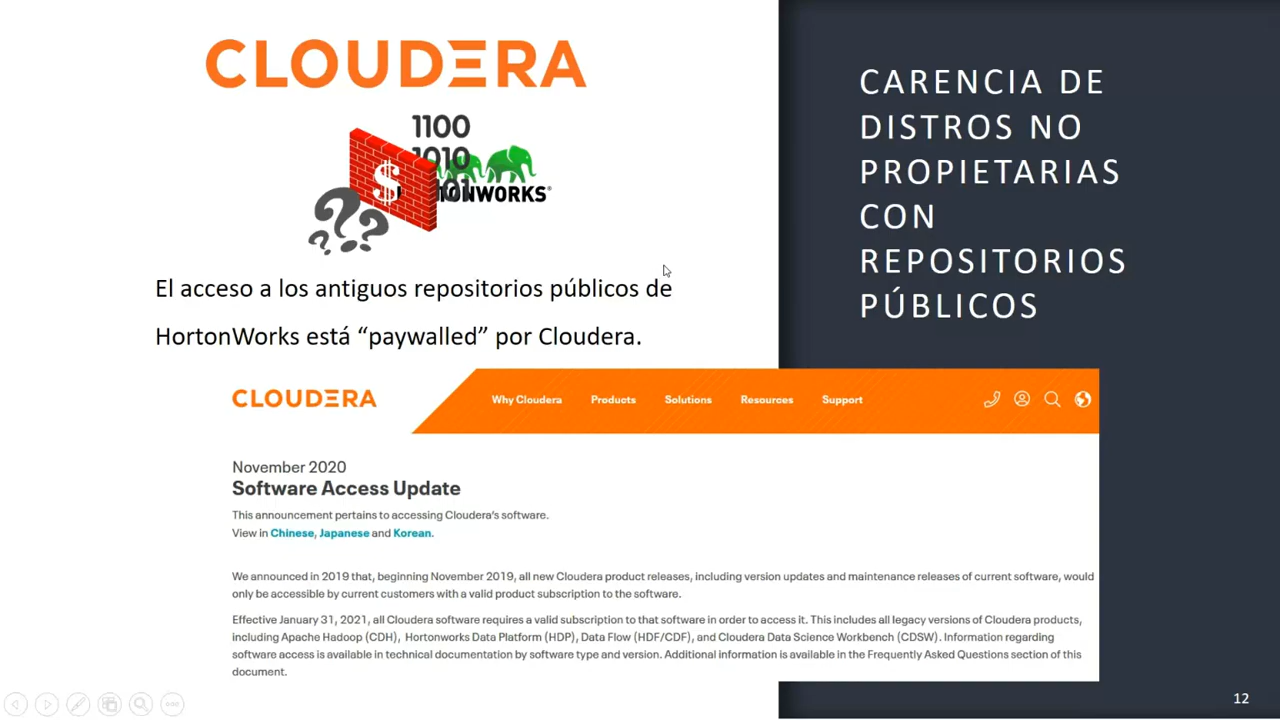 CLOUDERA
1100
1010
HORTONWORKS®
$
???
El acceso a los antiguos repositorios públicos de
HortonWorks está “paywalled” por Cloudera.
CARENCIA DE
DISTROS NO
PROPIETARIAS
CON
REPOSITORIOS
PÚBLICOS
CLOUDERA
Why Cloudera Products Solutions Resources Support
November 2020
Software Access Update
This announcement pertains to accessing Cloudera's software.
View in Chinese, Japanese and Korean.
We announced in 2019 that, beginning November 2019, all new Cloudera product releases, including version updates and maintenance releases of current software, would
only be accessible by current customers with a valid product subscription to the software.
Effective January 31, 2021, all Cloudera software requires a valid subscription to that software in order to access it. This includes all legacy versions of Cloudera products,
including Apache Hadoop (CDH), Hortonworks Data Platform (HDP), Data Flow (HDF/CDF), and Cloudera Data Science Workbench (CDSW). Information regarding
software access is available in technical documentation by software type and version. Additional information is available in the Frequently Asked Questions section of this
document.
12